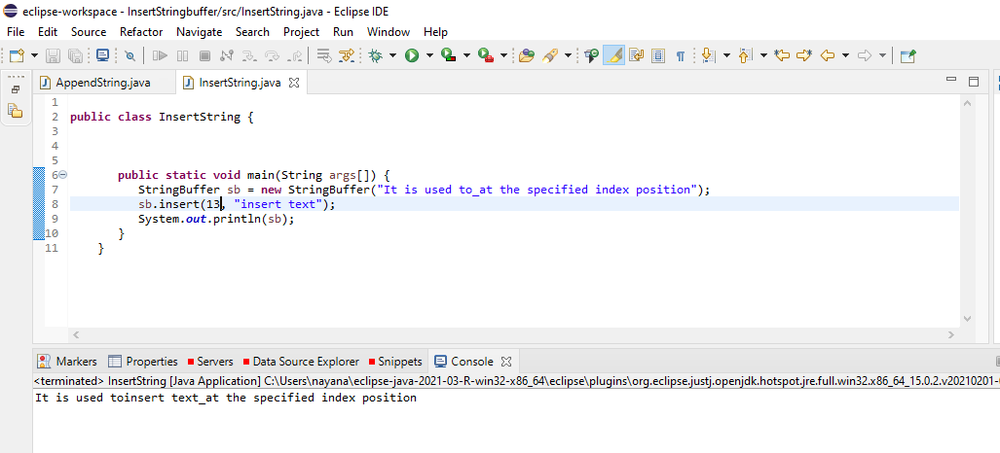 eclipse-workspace - InsertStringbuffer/src/InsertString.java - Eclipse IDE
File Edit Source Refactor Navigate Search Project Run Window Help
AppendString.java InsertString.java
1
2 public class InsertString {
3
4
5
6 public static void main(String args[]) {
7 StringBuffer sb = new StringBuffer("It is used to_at the specified index position");
8 sb.insert(13, "insert text");
9 System.out.println(sb);
10 }
11 }
Markers Properties Servers Data Source Explorer Snippets Console
<terminated> InsertString [Java Application] C:\Users\nayana\eclipse-java-2021-03-R-win32-x86_64\eclipse\plugins\org.eclipse.justj.openjdk.hotspot.jre.full.win32.x86_64_15.0.2.v20210201-
It is used toinsert text_at the specified index position